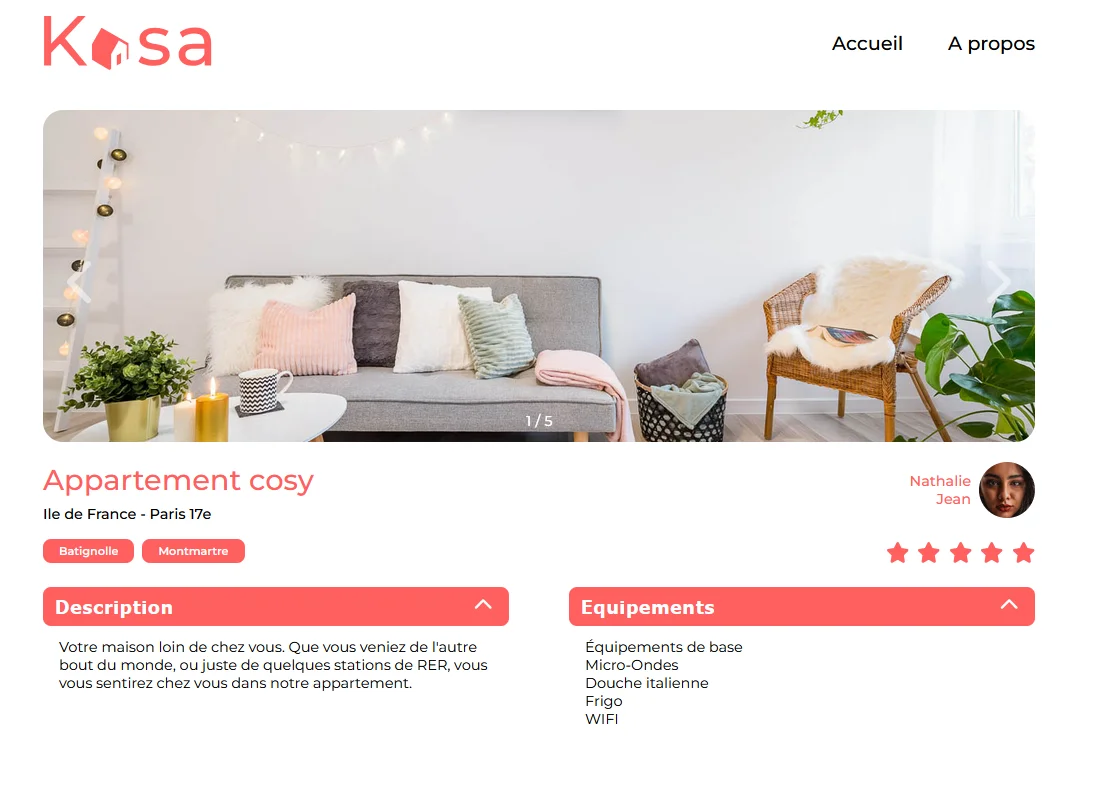 Kasa
Accueil
A propos
1 / 5
Appartement cosy
Ile de France - Paris 17e
Nathalie
Jean
Batignolle
Montmartre
Description
Votre maison loin de chez vous. Que vous veniez de l'autre
bout du monde, ou juste de quelques stations de RER, vous
vous sentirez chez vous dans notre appartement.
Equipements
Équipements de base
Micro-Ondes
Douche italienne
Frigo
WIFI